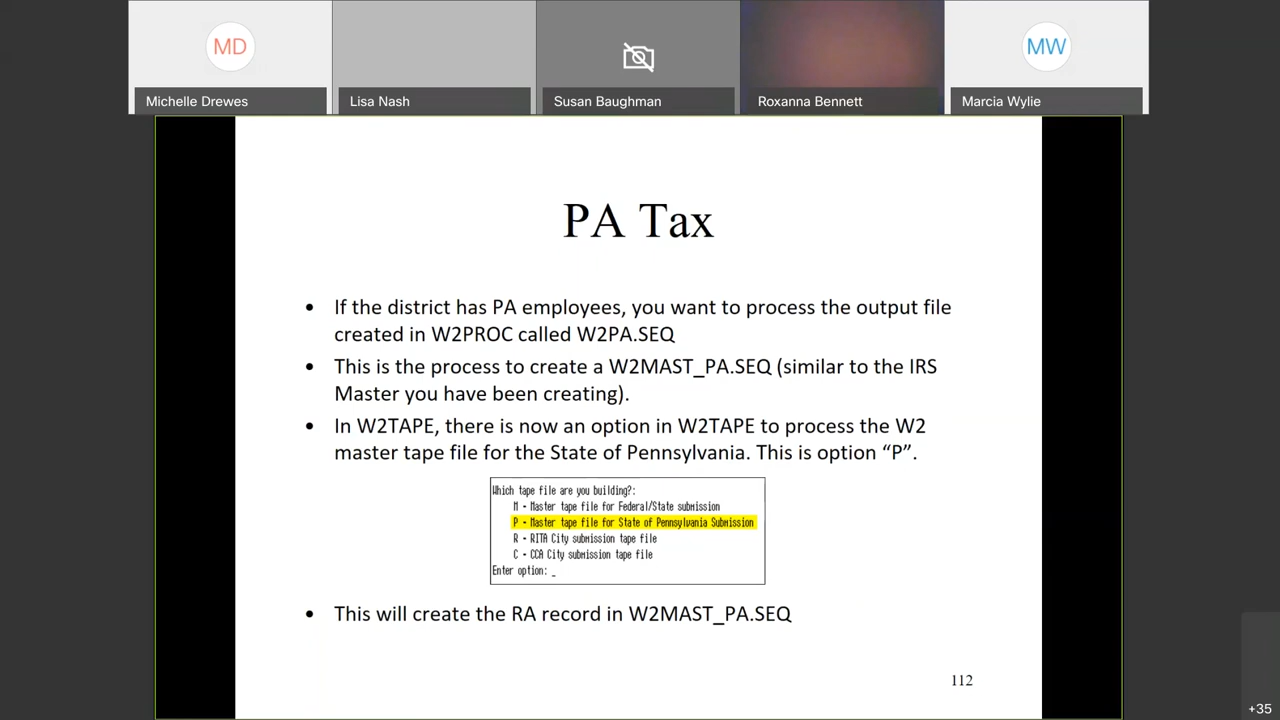 MD
MW
Michelle Drewes
Lisa Nash
Susan Baughman
Roxanna Bennett
Marcia Wylie
PA Tax
• If the district has PA employees, you want to process the output file
created in W2PROC called W2PA.SEQ
• This is the process to create a W2MAST_PA.SEQ (similar to the IRS
Master you have been creating).
• In W2TAPE, there is now an option in W2TAPE to process the W2
master tape file for the State of Pennsylvania. This is option “P”.
Which tape file are you building?:
M - Master tape file for Federal/State submission
P - Master tape file for State of Pennsylvania Submission
R - RITA City submission tape file
C - CCA City submission tape file
Enter option: _
• This will create the RA record in W2MAST_PA.SEQ
112
+35